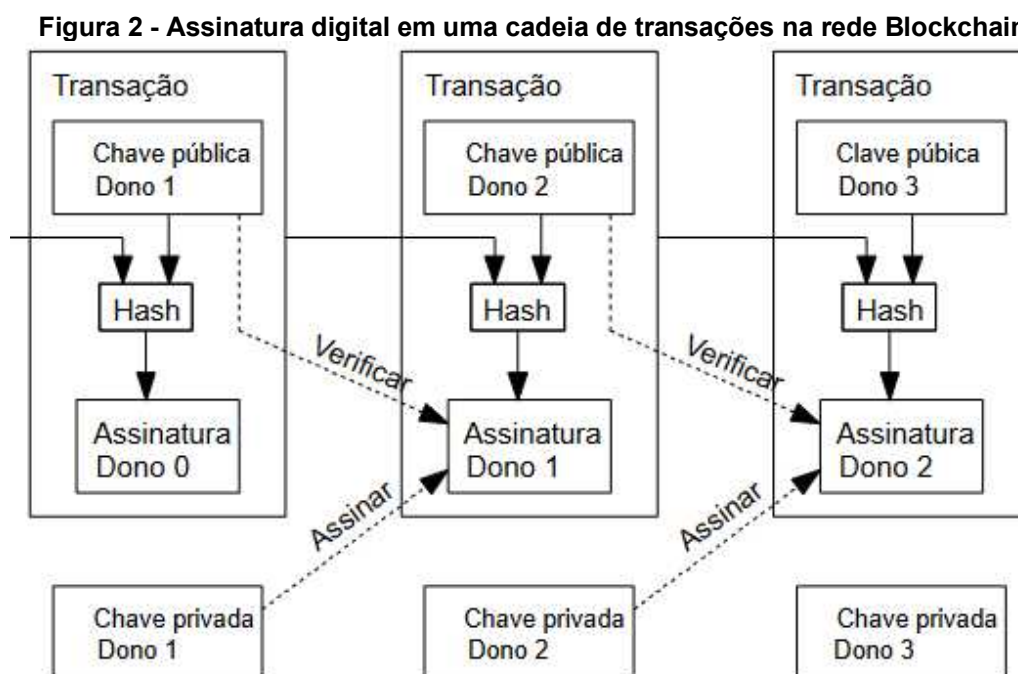 Figura 2 - Assinatura digital em uma cadeia de transações na rede Blockchain
Transação
Chave pública
Dono 1
Hash
Assinatura
Dono 0
Verificar
Assinar
Chave privada
Dono 1
Transação
Chave pública
Dono 2
Hash
Assinatura
Dono 1
Verificar
Assinar
Chave privada
Dono 2
Transação
Clave púbica
Dono 3
Hash
Assinatura
Dono 2
Chave privada
Dono 3